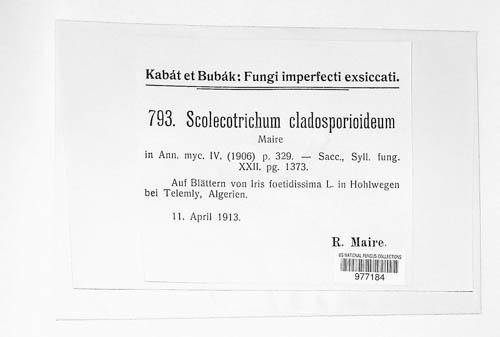 Kabát et Bubák: Fungi imperfecti exsiccati.
793. Scolecotrichum cladosporioideum
Maire
in Ann. myc. IV. (1906) p. 329. — Sacc., Syll. fung.
XXII. pg. 1373.
Auf Blättern von Iris foetidissima L. in Hohlwegen
bei Telemly, Algerien.
11. April 1913.
R. Maire.
US NATIONAL FUNGUS COLLECTIONS
977184